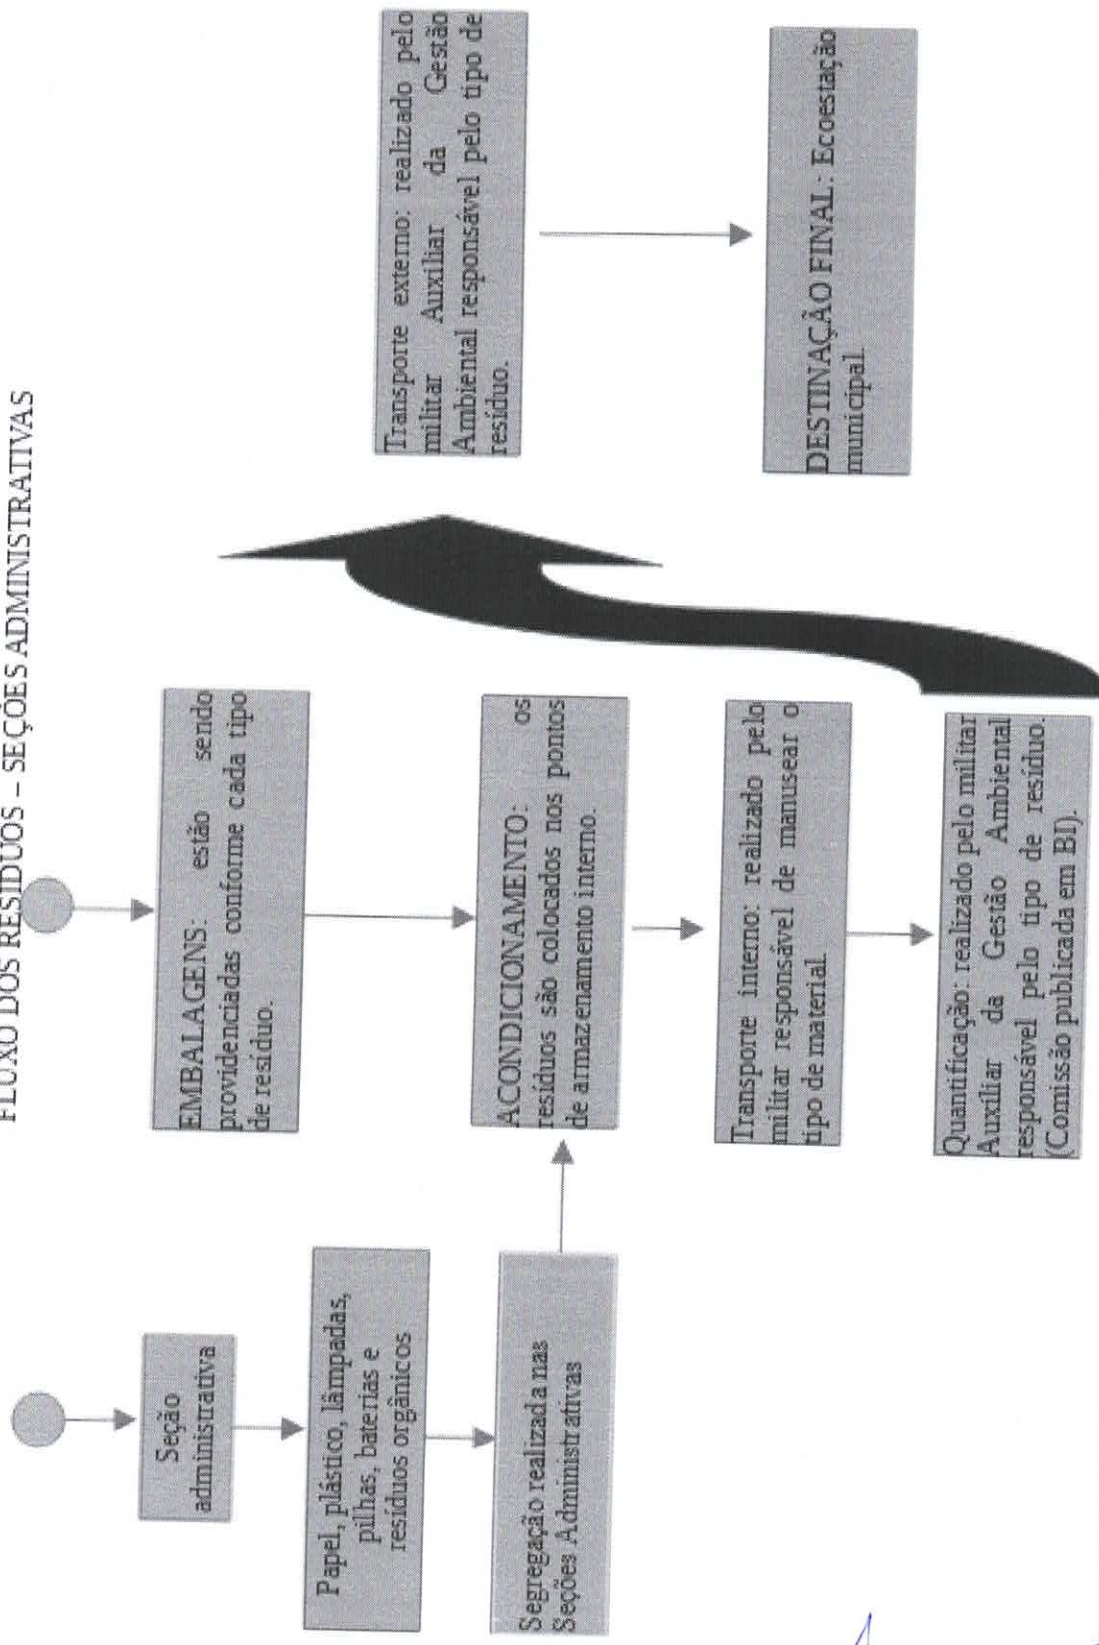 FLUXO DOS RESÍDUOS – SEÇÕES ADMINISTRATIVAS
Seção
administrativa
Papel, plástico, lâmpadas,
pilhas, baterias e
resíduos orgânicos
Segregação realizada nas
Seções Administrativas
EMBALAGENS: estão sendo
providenciadas conforme cada tipo
de resíduo.
ACONDICIONAMENTO: os
resíduos são colocados nos pontos
de armazenamento interno.
Transporte interno: realizado pelo
militar responsável de manusear o
tipo de material.
Quantificação: realizado pelo militar
Auxiliar da Gestão Ambiental
responsável pelo tipo de resíduo.
(Comissão publicada em BI).
Transporte externo: realizado pelo
militar Auxiliar da Gestão
Ambiental responsável pelo tipo de
resíduo.
DESTINAÇÃO FINAL: Ecoestação
municipal.